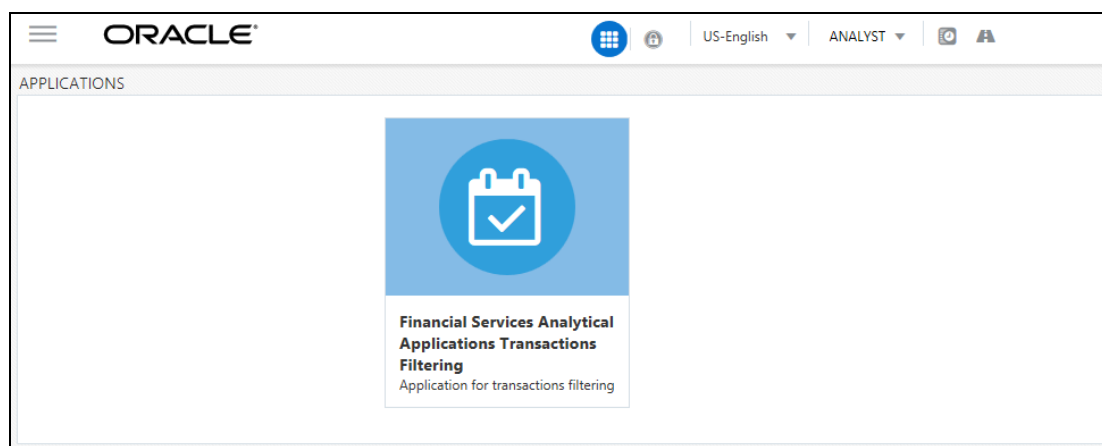 ORACLE®
US-English
ANALYST
APPLICATIONS
Financial Services Analytical
Applications Transactions
Filtering
Application for transactions filtering